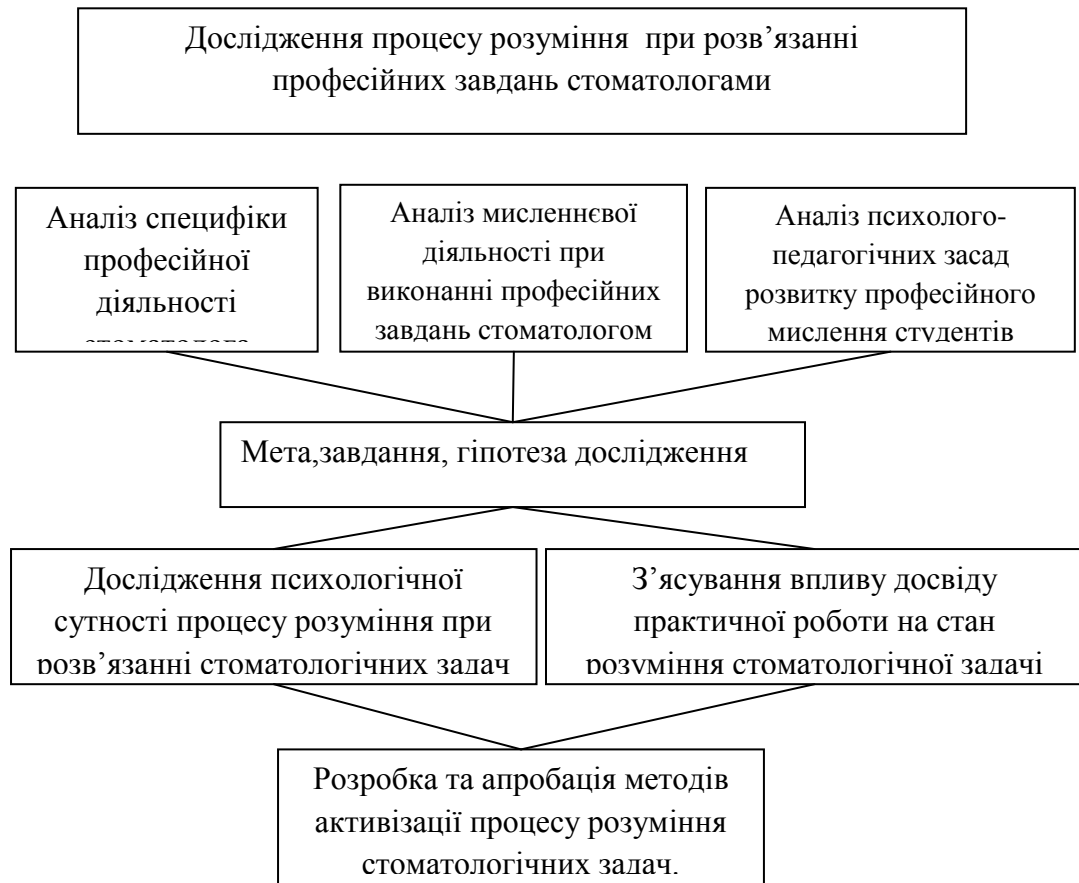 Дослідження процесу розуміння  при розв’язанні
професійних завдань стоматологами
Аналіз специфіки
професійної
діяльності
стоматолога
Аналіз мисленнєвої
діяльності при
виконанні професійних
завдань стоматологом
Аналіз психолого-
педагогічних засад
розвитку професійного
мислення студентів
Мета,завдання, гіпотеза дослідження
Дослідження психологічної
сутності процесу розуміння при
розв’язанні стоматологічних задач
З’ясування впливу досвіду
практичної роботи на стан
розуміння стоматологічної задачі
Розробка та апробація методів
активізації процесу розуміння
стоматологічних задач.